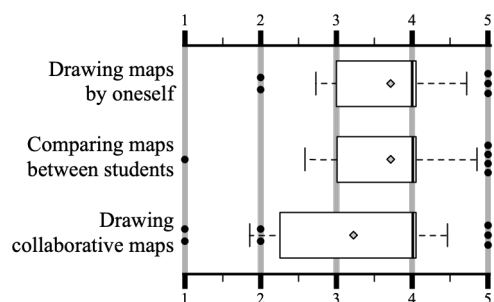 1 2 3 4 5
Drawing maps
by oneself
Comparing maps
between students
Drawing
collaborative maps
1 2 3 4 5